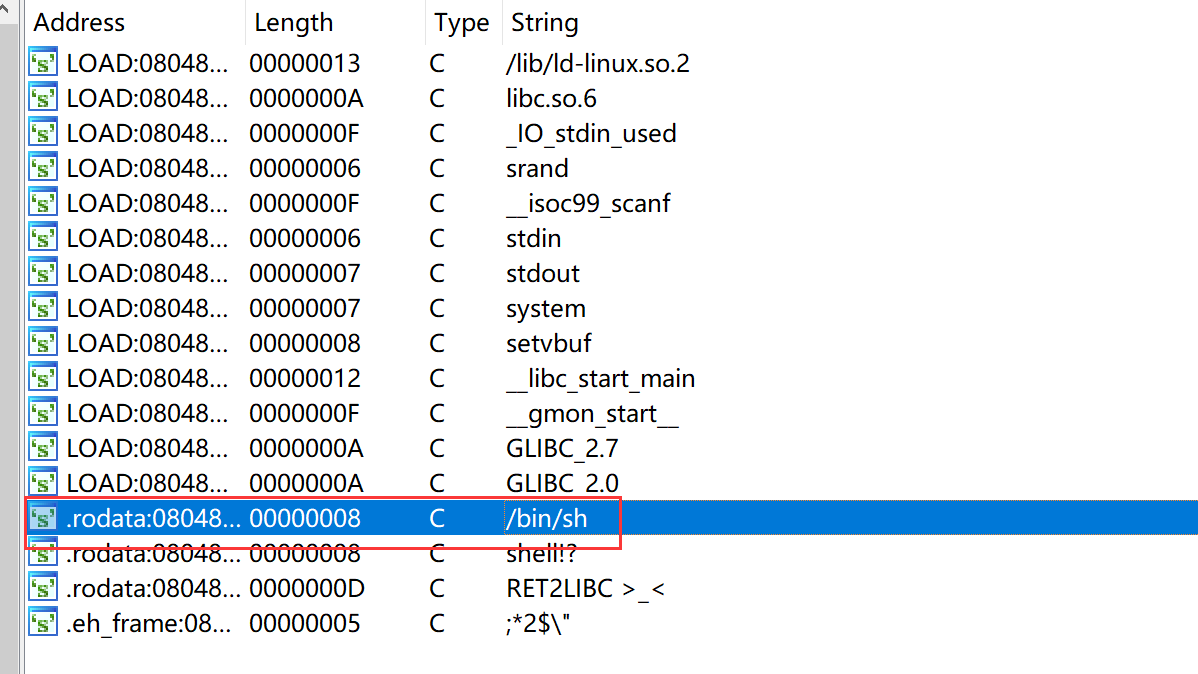 Address Length Type String
LOAD:08048... 00000013 C /lib/ld-linux.so.2
LOAD:08048... 0000000A C libc.so.6
LOAD:08048... 0000000F C _IO_stdin_used
LOAD:08048... 00000006 C srand
LOAD:08048... 0000000F C __isoc99_scanf
LOAD:08048... 00000006 C stdin
LOAD:08048... 00000007 C stdout
LOAD:08048... 00000007 C system
LOAD:08048... 00000008 C setvbuf
LOAD:08048... 00000012 C __libc_start_main
LOAD:08048... 0000000F C __gmon_start__
LOAD:08048... 0000000A C GLIBC_2.7
LOAD:08048... 0000000A C GLIBC_2.0
.rodata:08048... 00000008 C /bin/sh
.rodata:08048... 00000008 C shell!?
.rodata:08048... 0000000D C RET2LIBC >_<
.eh_frame:08... 00000005 C ;*2$\"